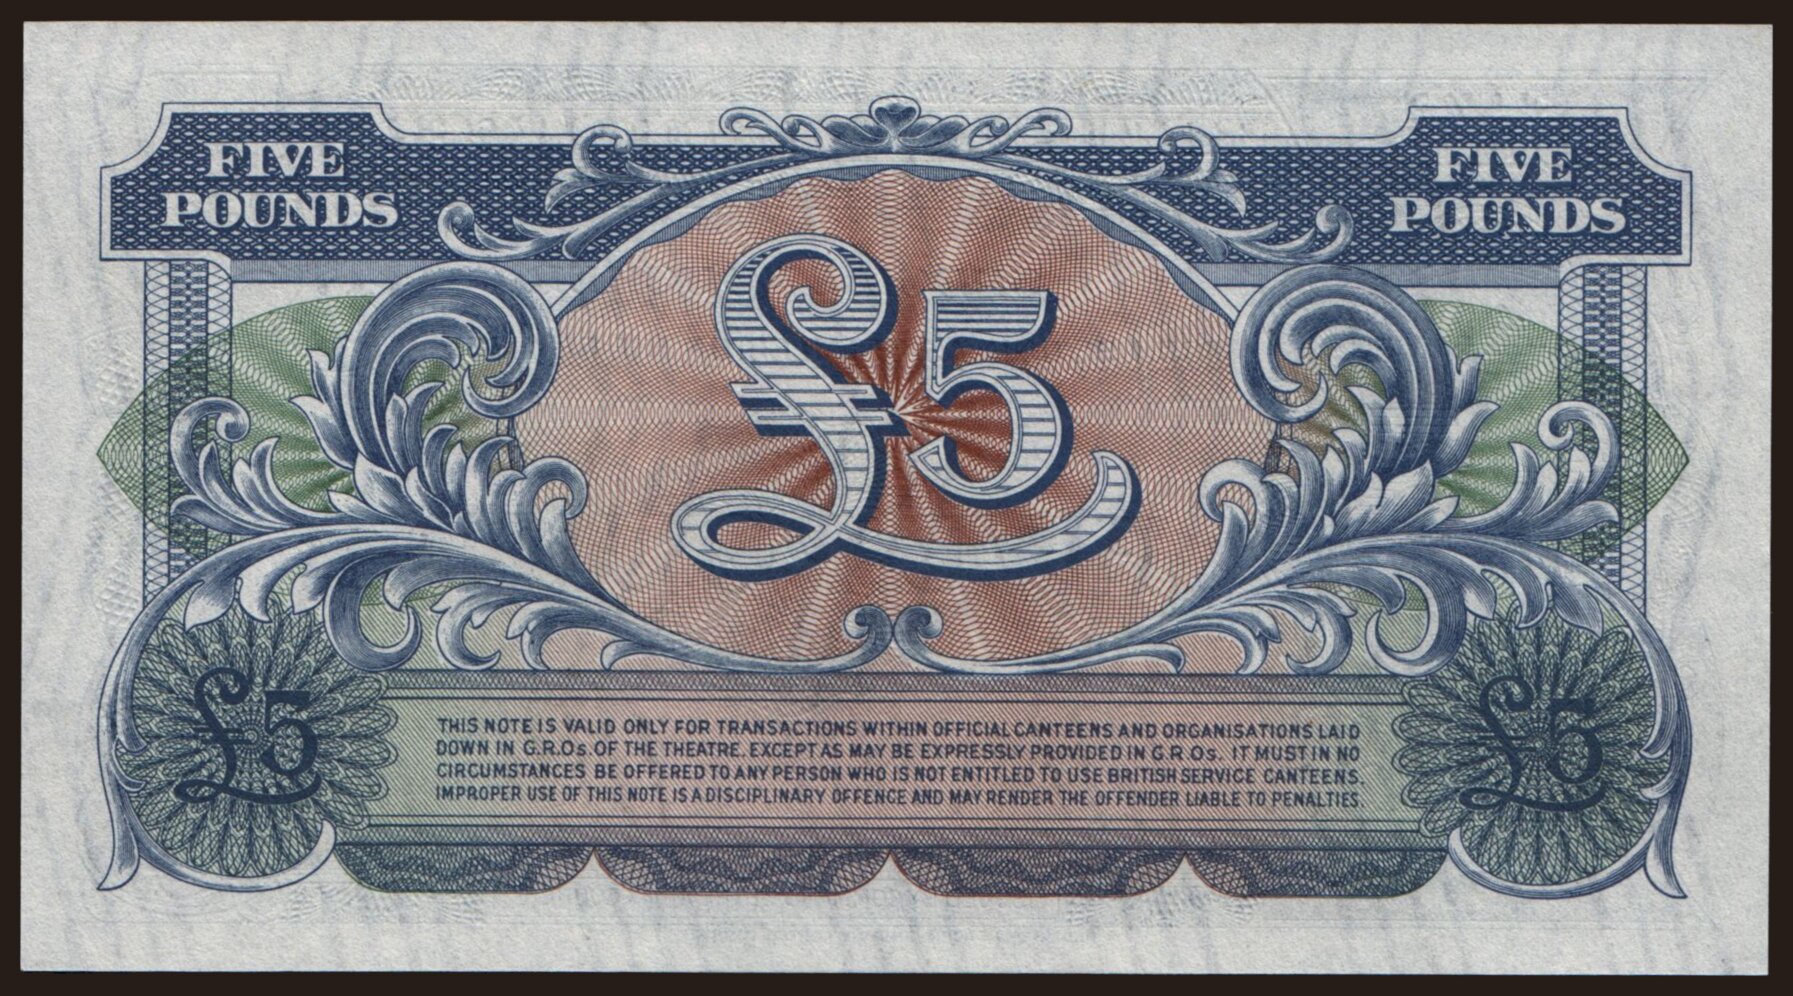 FIVE
POUNDS
FIVE
POUNDS
£5
£5
£5
THIS NOTE IS VALID ONLY FOR TRANSACTIONS WITHIN OFFICIAL CANTEENS AND ORGANISATIONS LAID
DOWN IN G.R.Os. OF THE THEATRE. EXCEPT AS MAY BE EXPRESSLY PROVIDED IN G.R.Os. IT MUST IN NO
CIRCUMSTANCES BE OFFERED TO ANY PERSON WHO IS NOT ENTITLED TO USE BRITISH SERVICE CANTEENS.
IMPROPER USE OF THIS NOTE IS A DISCIPLINARY OFFENCE AND MAY RENDER THE OFFENDER LIABLE TO PENALTIES.